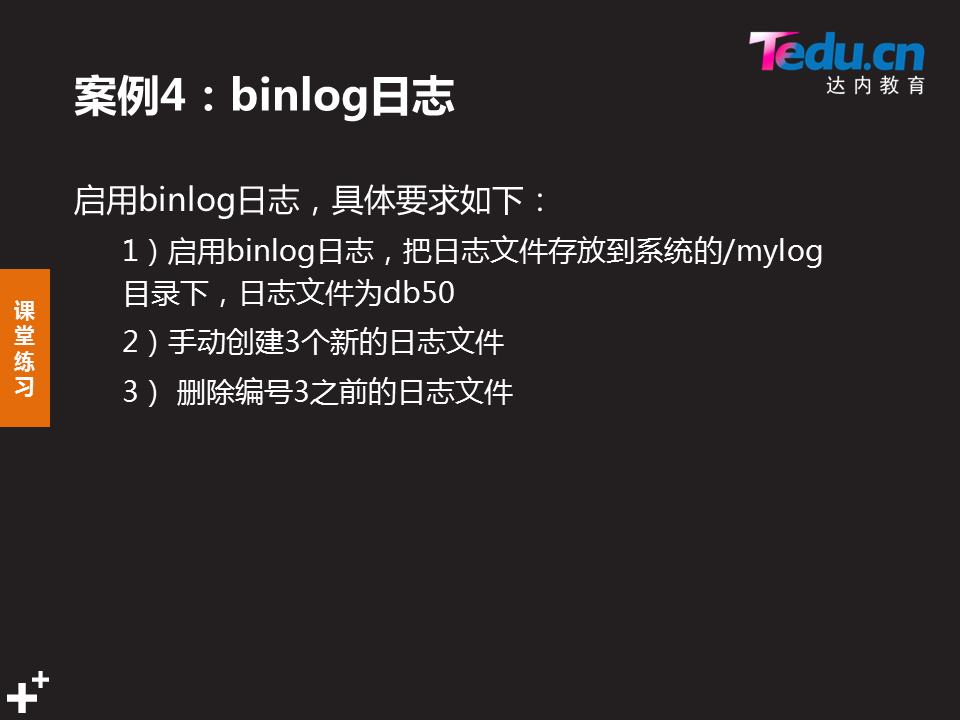 Tedu.cn
达内教育
案例4：binlog日志
启用binlog日志，具体要求如下：
1）启用binlog日志，把日志文件存放到系统的/mylog
目录下，日志文件为db50
2）手动创建3个新的日志文件
3） 删除编号3之前的日志文件
课堂练习